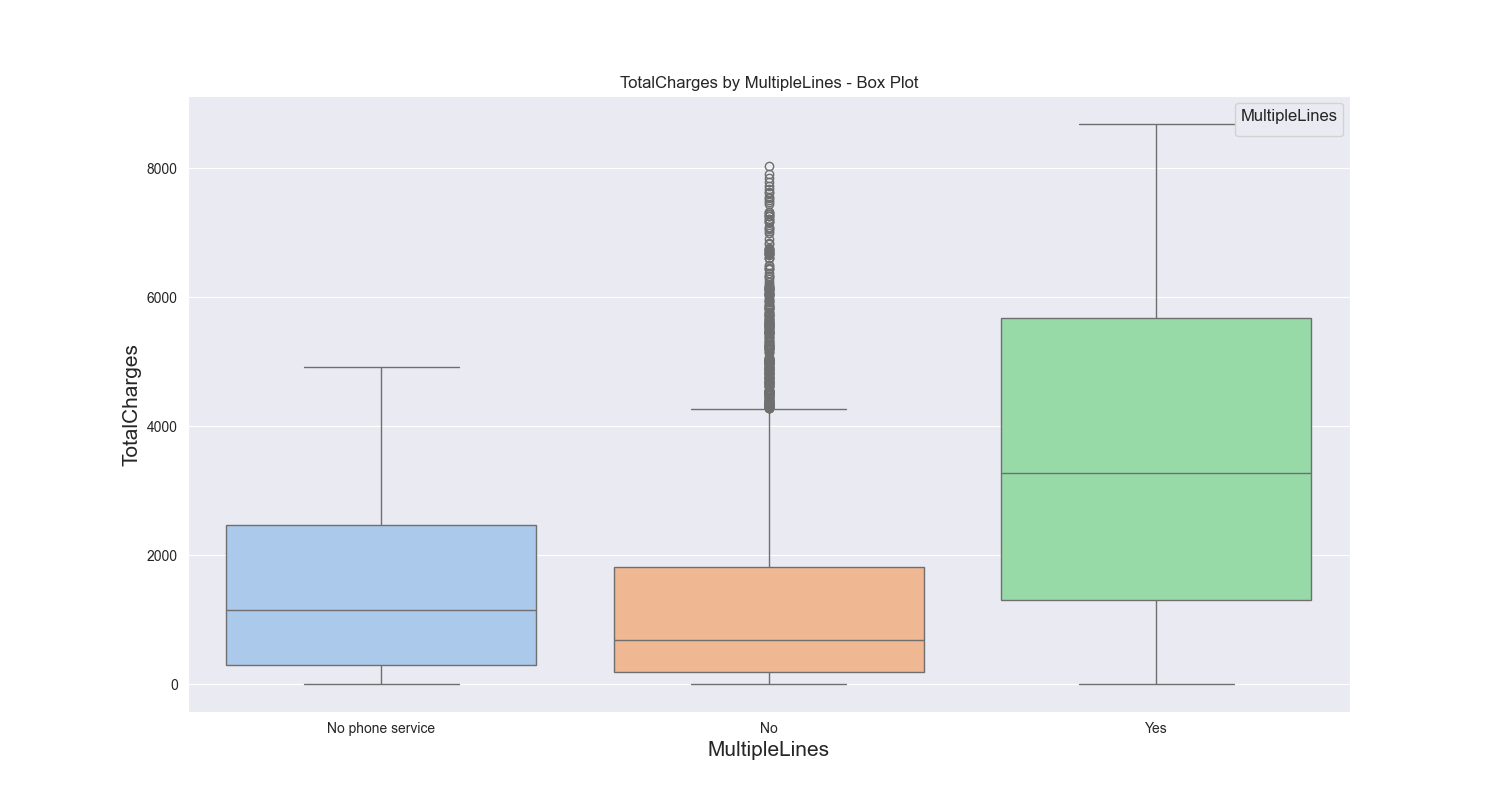 TotalCharges by MultipleLines - Box Plot
MultipleLines
8000
6000
4000
2000
0
TotalCharges
No phone service
No
Yes
MultipleLines